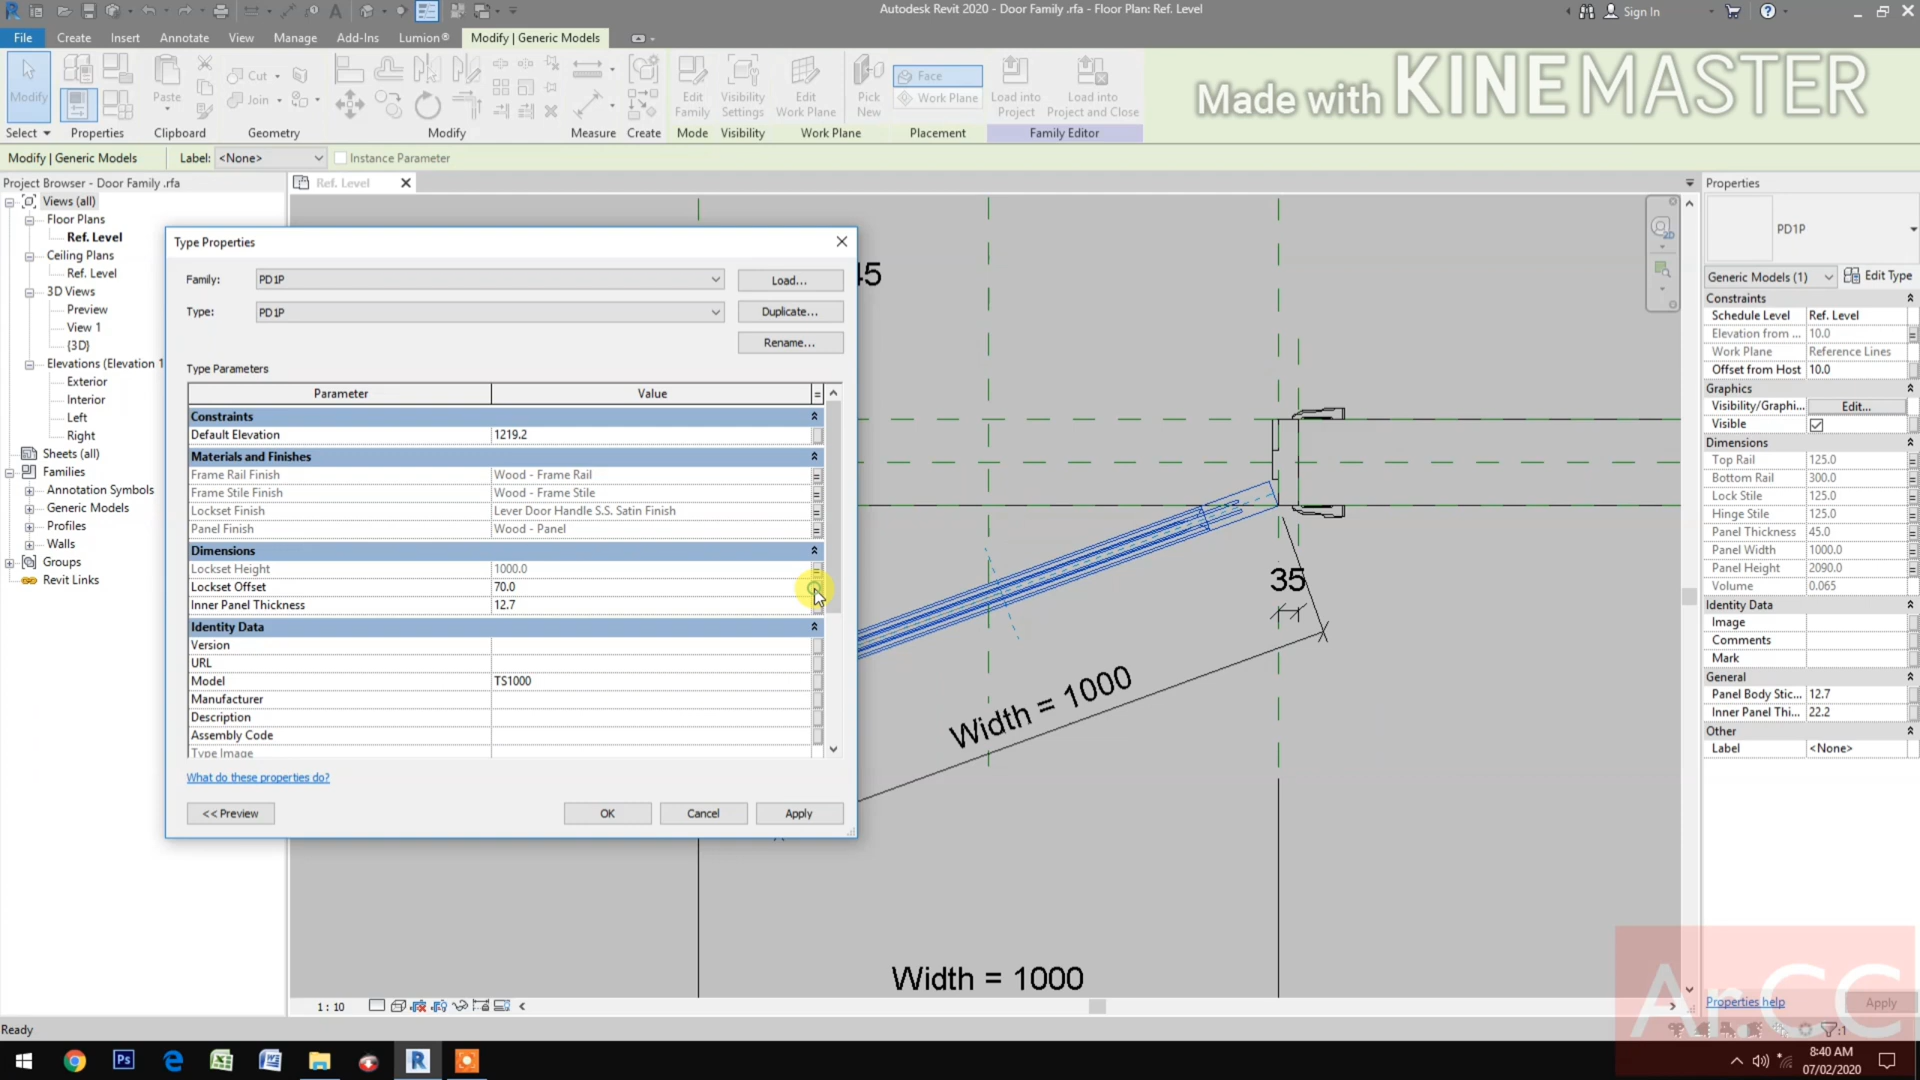 Autodesk Revit 2020 - Door Family .rfa - Floor Plan: Ref. Level
Sign In
File Create Insert Annotate View Manage Add-Ins Lumion® Modify | Generic Models
Modify
Paste
Cut
Join
Edit Family
Visibility Settings
Edit Work Plane
Pick New
Face
Work Plane
Load into Project
Load into Project and Close
Select Properties Clipboard Geometry Modify Measure Create Mode Visibility Work Plane Placement Family Editor
Made with KINEMASTER
Modify | Generic Models Label: <None> Instance Parameter
Project Browser - Door Family .rfa
Views (all)
Floor Plans
Ref. Level
Ceiling Plans
Ref. Level
3D Views
Preview
View 1
{3D}
Elevations (Elevation 1
Exterior
Interior
Left
Right
Sheets (all)
Families
Annotation Symbols
Generic Models
Profiles
Walls
Groups
Revit Links
Ref. Level
Type Properties
Family: PD1P Load...
Type: PD1P Duplicate...
Rename...
Type Parameters
Parameter Value =
Constraints
Default Elevation 1219.2
Materials and Finishes
Frame Rail Finish Wood - Frame Rail
Frame Stile Finish Wood - Frame Stile
Lockset Finish Lever Door Handle S.S. Satin Finish
Panel Finish Wood - Panel
Dimensions
Lockset Height 1000.0
Lockset Offset 70.0
Inner Panel Thickness 12.7
Identity Data
Version
URL
Model TS1000
Manufacturer
Description
Assembly Code
Type Image
What do these properties do?
<< Preview OK Cancel Apply
45
35
Width = 1000
Width = 1000
2D
1 : 10
Properties
PD1P
Generic Models (1) Edit Type
Constraints
Schedule Level Ref. Level
Elevation from ... 10.0
Work Plane Reference Lines
Offset from Host 10.0
Graphics
Visibility/Graphi... Edit...
Visible
Dimensions
Top Rail 125.0
Bottom Rail 300.0
Lock Stile 125.0
Hinge Stile 125.0
Panel Thickness 45.0
Panel Width 1000.0
Panel Height 2090.0
Volume 0.065
Identity Data
Image
Comments
Mark
General
Panel Body Stic... 12.7
Inner Panel Thi... 22.2
Other
Label <None>
Properties help Apply
ArCC
Ready
:1
8:40 AM
07/02/2020